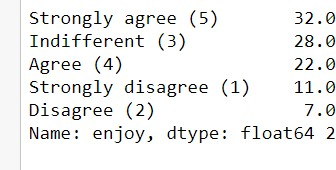 Strongly agree (5) 32.0
Indifferent (3) 28.0
Agree (4) 22.0
Strongly disagree (1) 11.0
Disagree (2) 7.0
Name: enjoy, dtype: float64 2